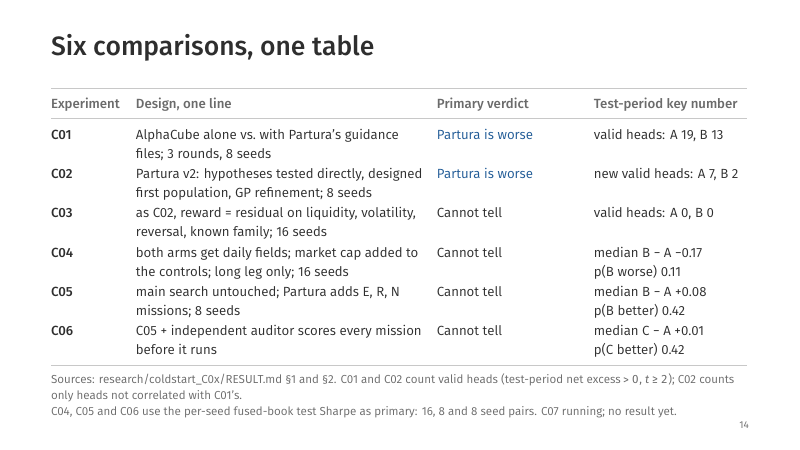 Six comparisons, one table
Experiment Design, one line Primary verdict Test-period key number
C01 AlphaCube alone vs. with Partura’s guidance Partura is worse valid heads: A 19, B 13
files; 3 rounds, 8 seeds
C02 Partura v2: hypotheses tested directly, designed Partura is worse new valid heads: A 7, B 2
first population, GP refinement; 8 seeds
C03 as C02, reward = residual on liquidity, volatility, Cannot tell valid heads: A 0, B 0
reversal, known family; 16 seeds
C04 both arms get daily fields; market cap added to Cannot tell median B − A −0.17
the controls; long leg only; 16 seeds p(B worse) 0.11
C05 main search untouched; Partura adds E, R, N Cannot tell median B − A +0.08
missions; 8 seeds p(B better) 0.42
C06 C05 + independent auditor scores every mission Cannot tell median C − A +0.01
before it runs p(C better) 0.42
Sources: research/coldstart_C0x/RESULT.md §1 and §2. C01 and C02 count valid heads (test-period net excess > 0, t ≥ 2); C02 counts
only heads not correlated with C01’s.
C04, C05 and C06 use the per-seed fused-book test Sharpe as primary: 16, 8 and 8 seed pairs. C07 running; no result yet.
14